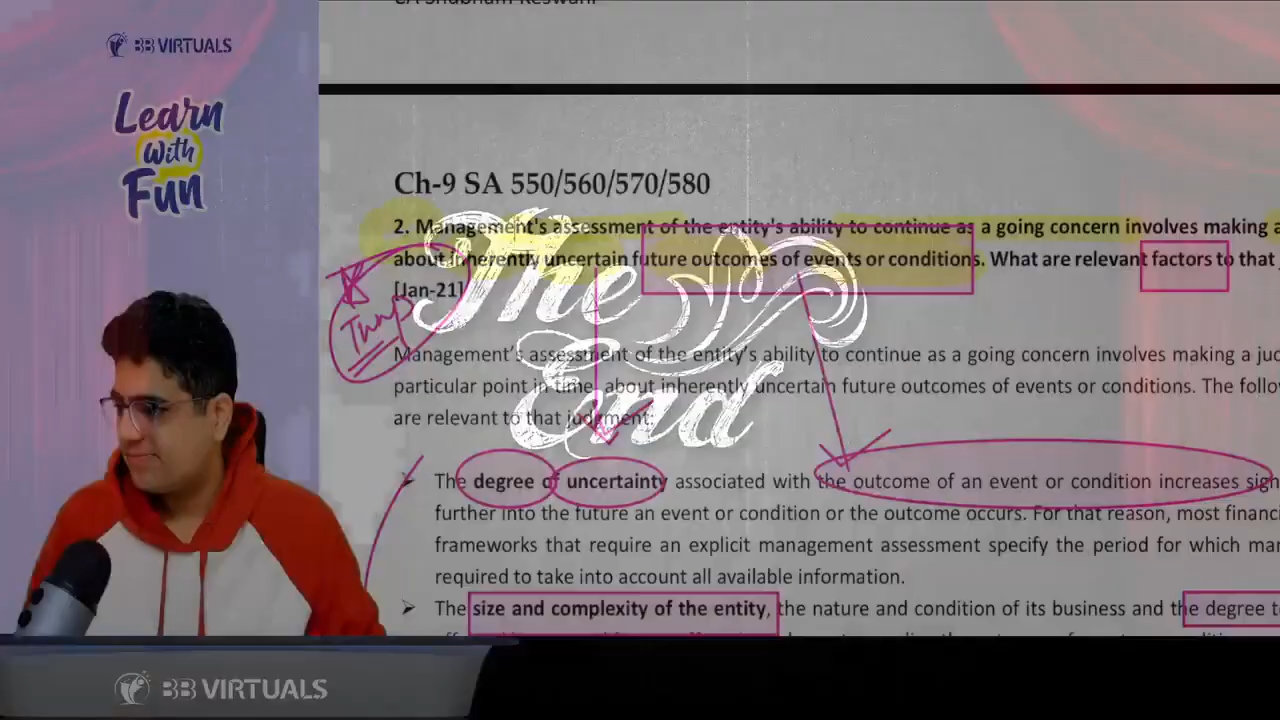 CA Shubham Keswani
BB VIRTUALS
Learn
with
Fun
Ch-9 SA 550/560/570/580
2. Management's assessment of the entity's ability to continue as a going concern involves making
about inherently uncertain future outcomes of events or conditions. What are relevant factors to that
[Jan-21]
The
End
Management's assessment of the entity's ability to continue as a going concern involves making a
particular point in time, about inherently uncertain future outcomes of events or conditions. The
are relevant to that judgment:
➤ The degree of uncertainty associated with the outcome of an event or condition increases
further into the future an event or condition or the outcome occurs. For that reason, most
frameworks that require an explicit management assessment specify the period for which
required to take into account all available information.
➤ The size and complexity of the entity, the nature and condition of its business and the degree
BB VIRTUALS